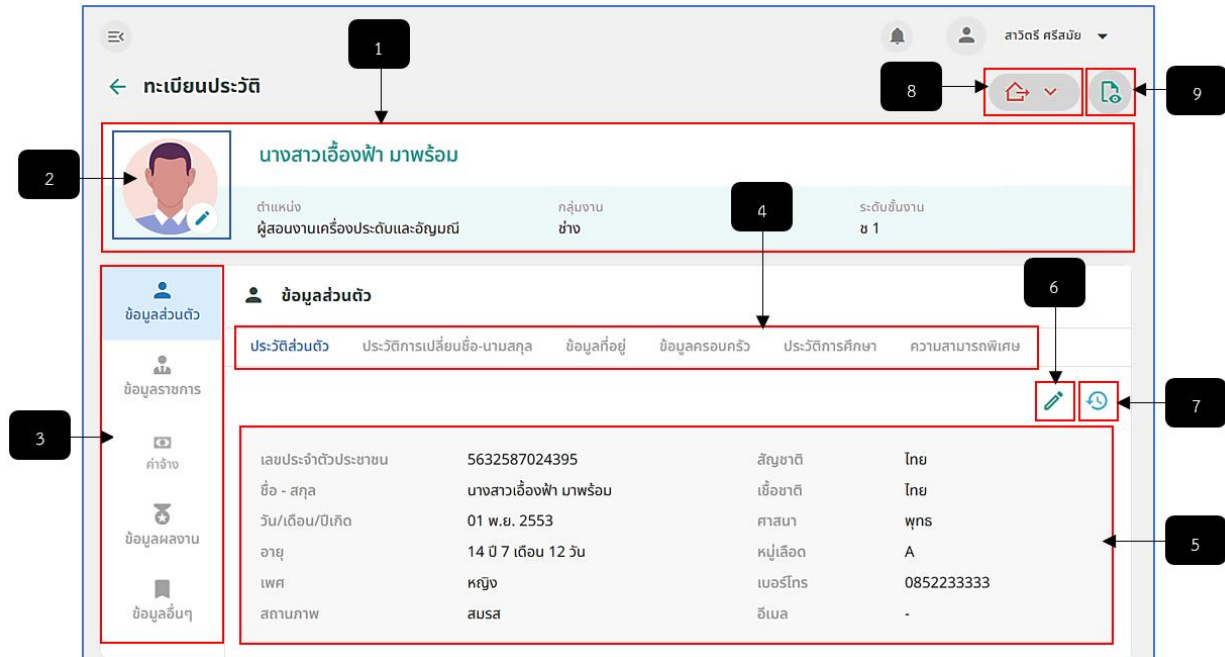 1
สาวิตรี ศรีสมัย
ทะเบียนประวัติ
8
9
นางสาวเอื้องฟ้า มาพร้อม
2
4
ตำแหน่ง กลุ่มงาน ระดับชั้นงาน
ผู้สอนงานเครื่องประดับและอัญมณี ช่าง ช 1
ข้อมูลส่วนตัว
ข้อมูลส่วนตัว
6
ประวัติส่วนตัว ประวัติการเปลี่ยนชื่อ-นามสกุล ข้อมูลที่อยู่ ข้อมูลครอบครัว ประวัติการศึกษา ความสามารถพิเศษ
ข้อมูลราชการ
7
3
ค่าจ้าง
ข้อมูลผลงาน
ข้อมูลอื่นๆ
เลขประจำตัวประชาชน 5632587024395 สัญชาติ ไทย
ชื่อ - สกุล นางสาวเอื้องฟ้า มาพร้อม เชื้อชาติ ไทย
วัน/เดือน/ปีเกิด 01 พ.ย. 2553 ศาสนา พุทธ
อายุ 14 ปี 7 เดือน 12 วัน หมู่เลือด A
เพศ หญิง เบอร์โทร 0852233333
สถานภาพ สมรส อีเมล -
5